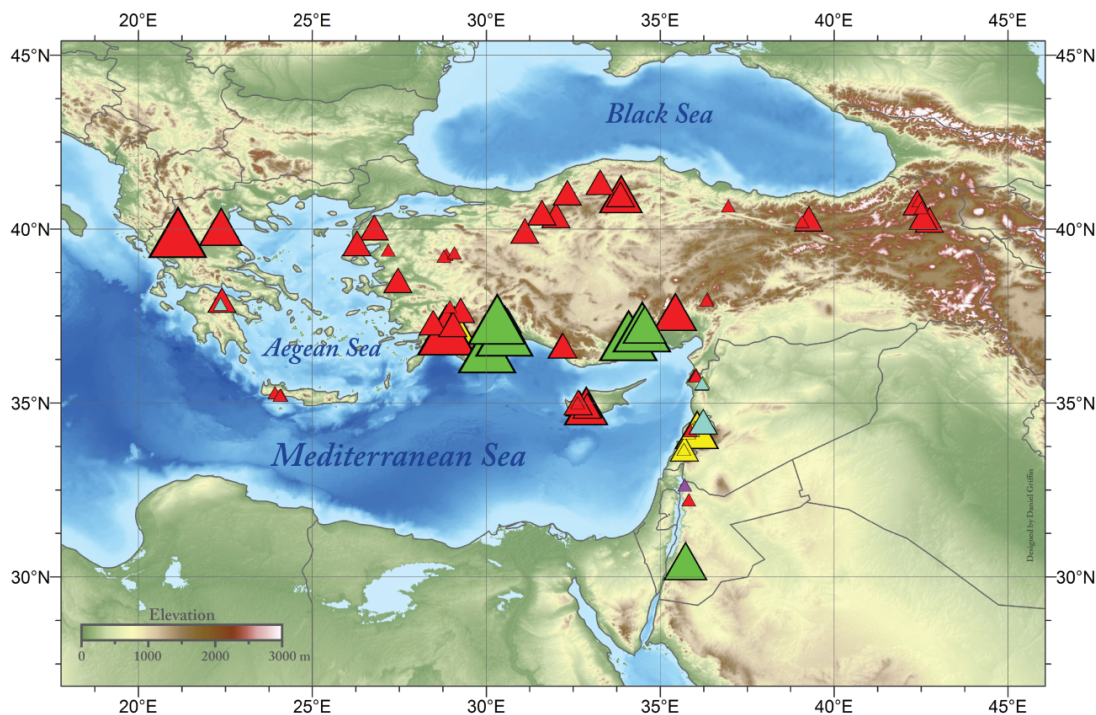 20°E 25°E 30°E 35°E 40°E 45°E
45°N 45°N
Black Sea
40°N 40°N
Aegean Sea
35°N 35°N
Mediterranean Sea
Designed by Daniel Griffin
30°N 30°N
Elevation
0 1000 2000 3000 m
20°E 25°E 30°E 35°E 40°E 45°E